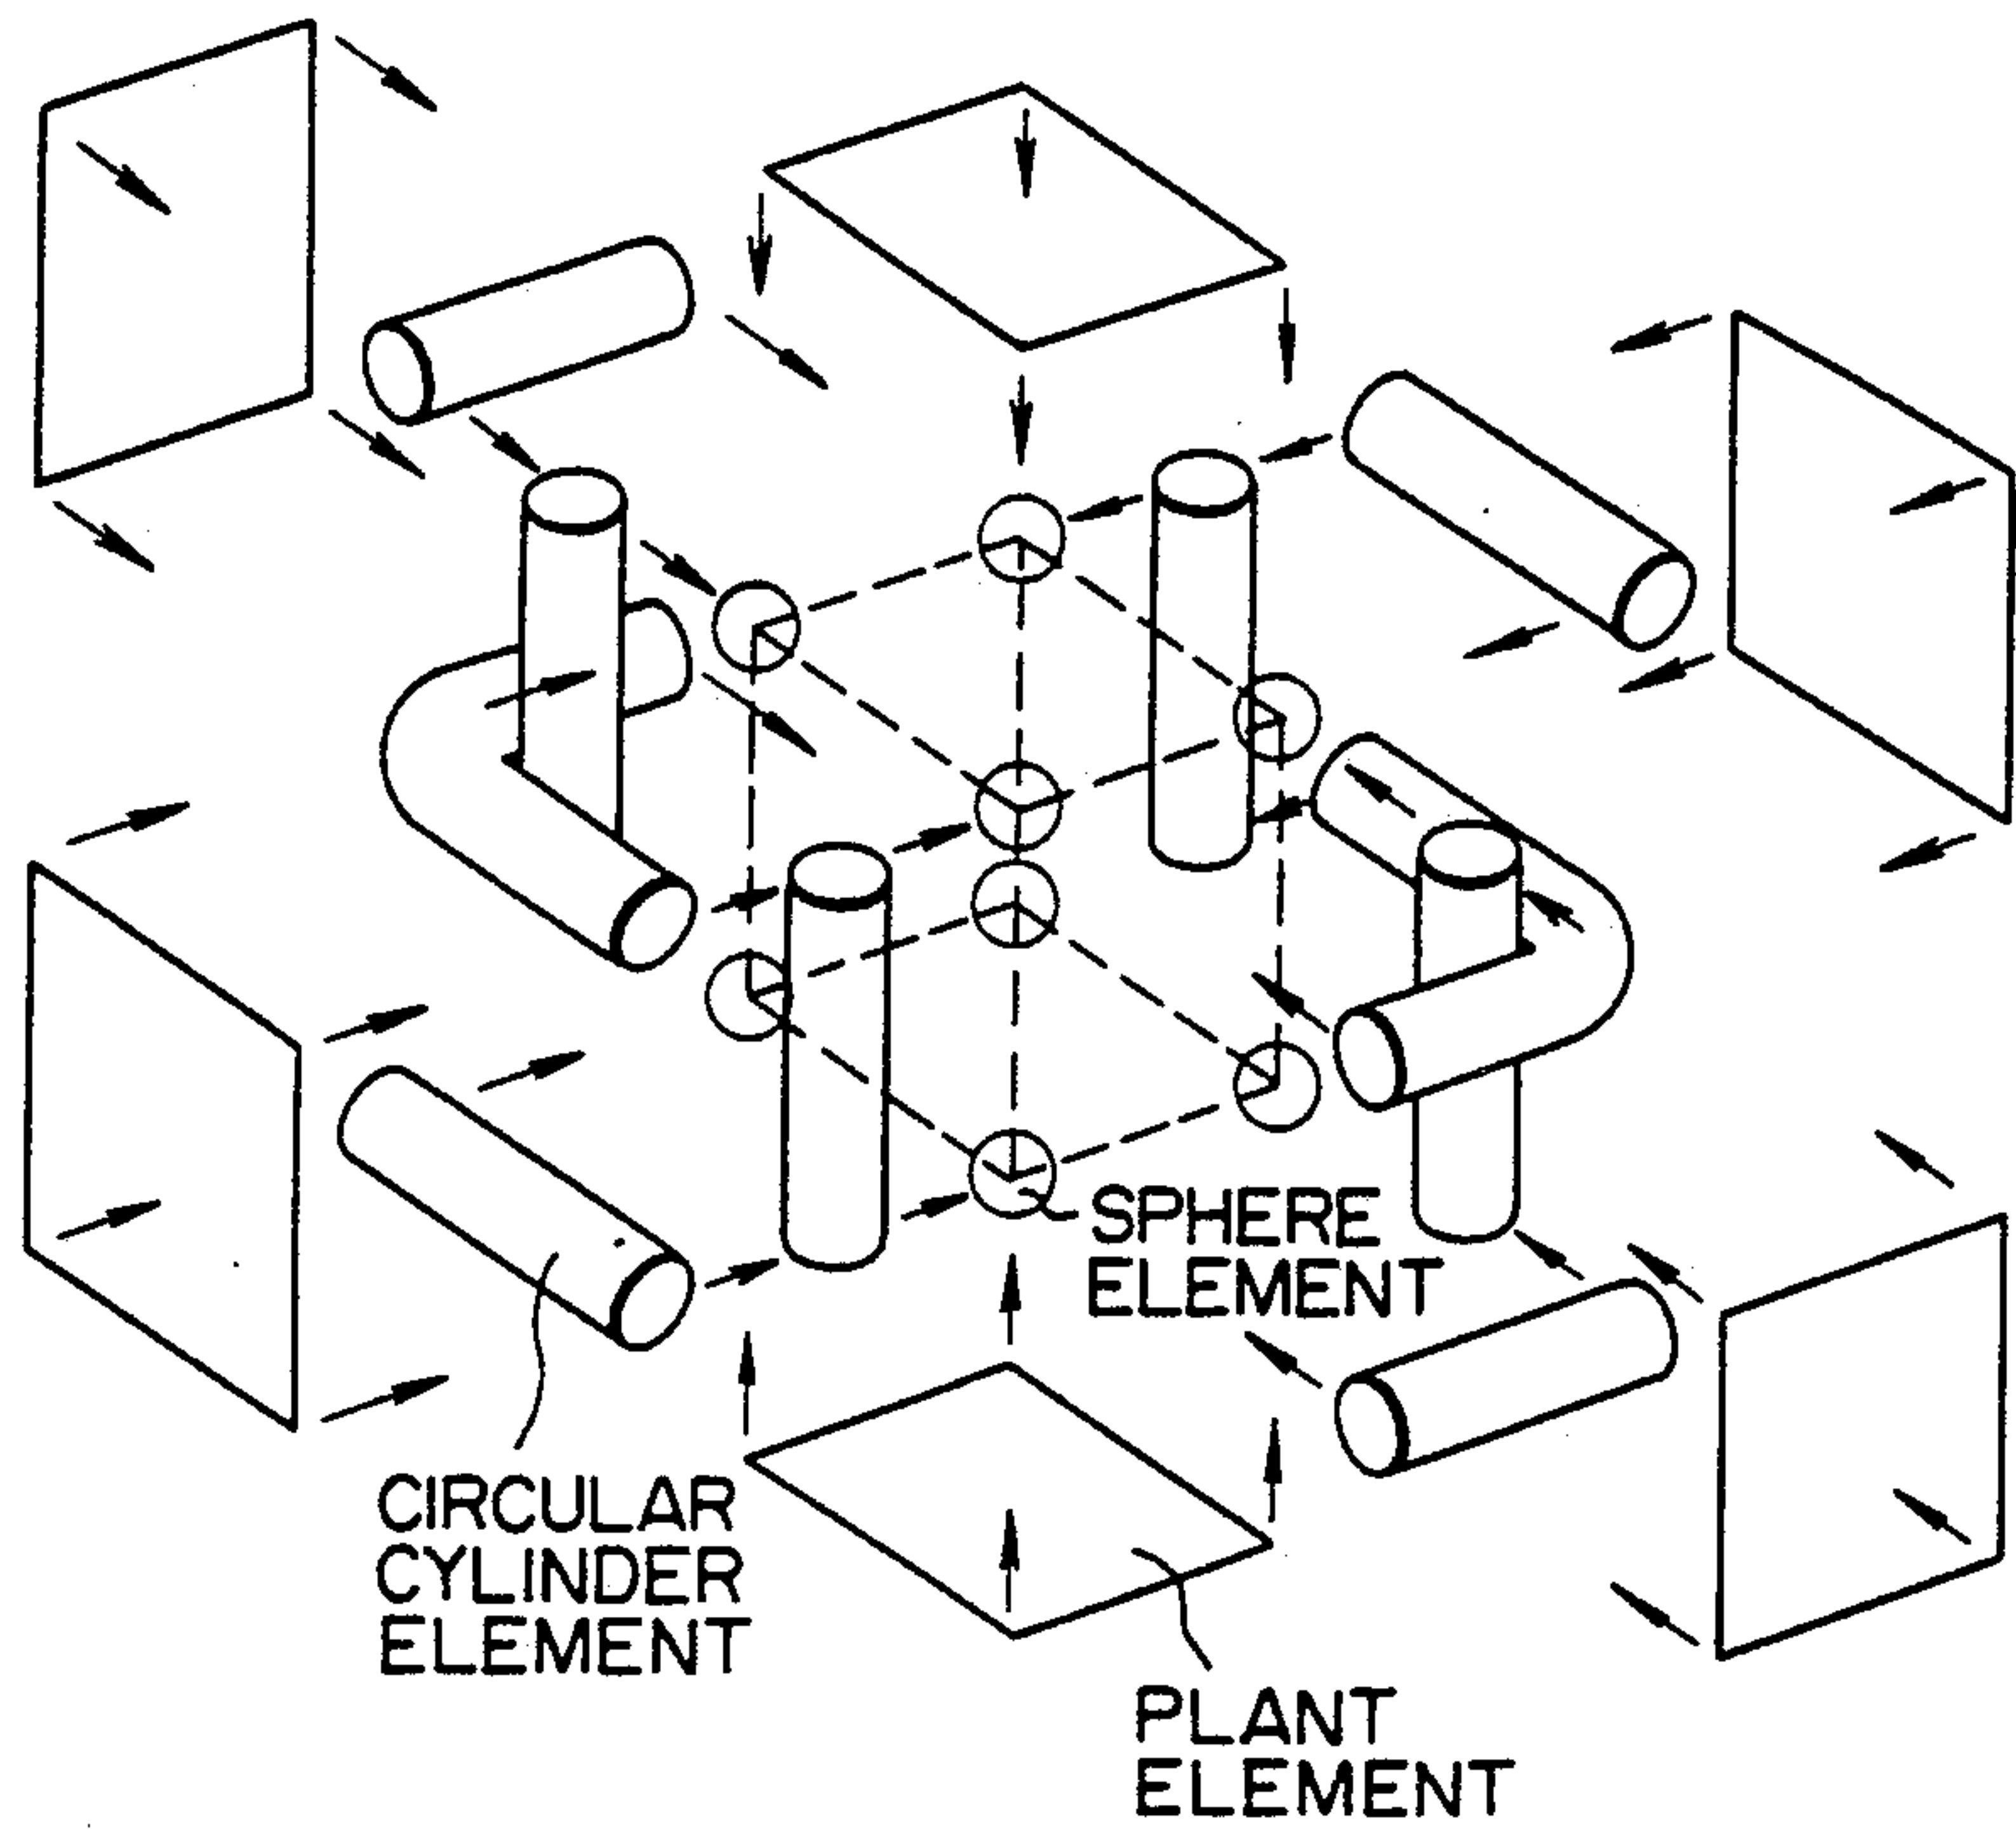 SPHERE
ELEMENT
CIRCULAR
CYLINDER
ELEMENT
PLANT
ELEMENT